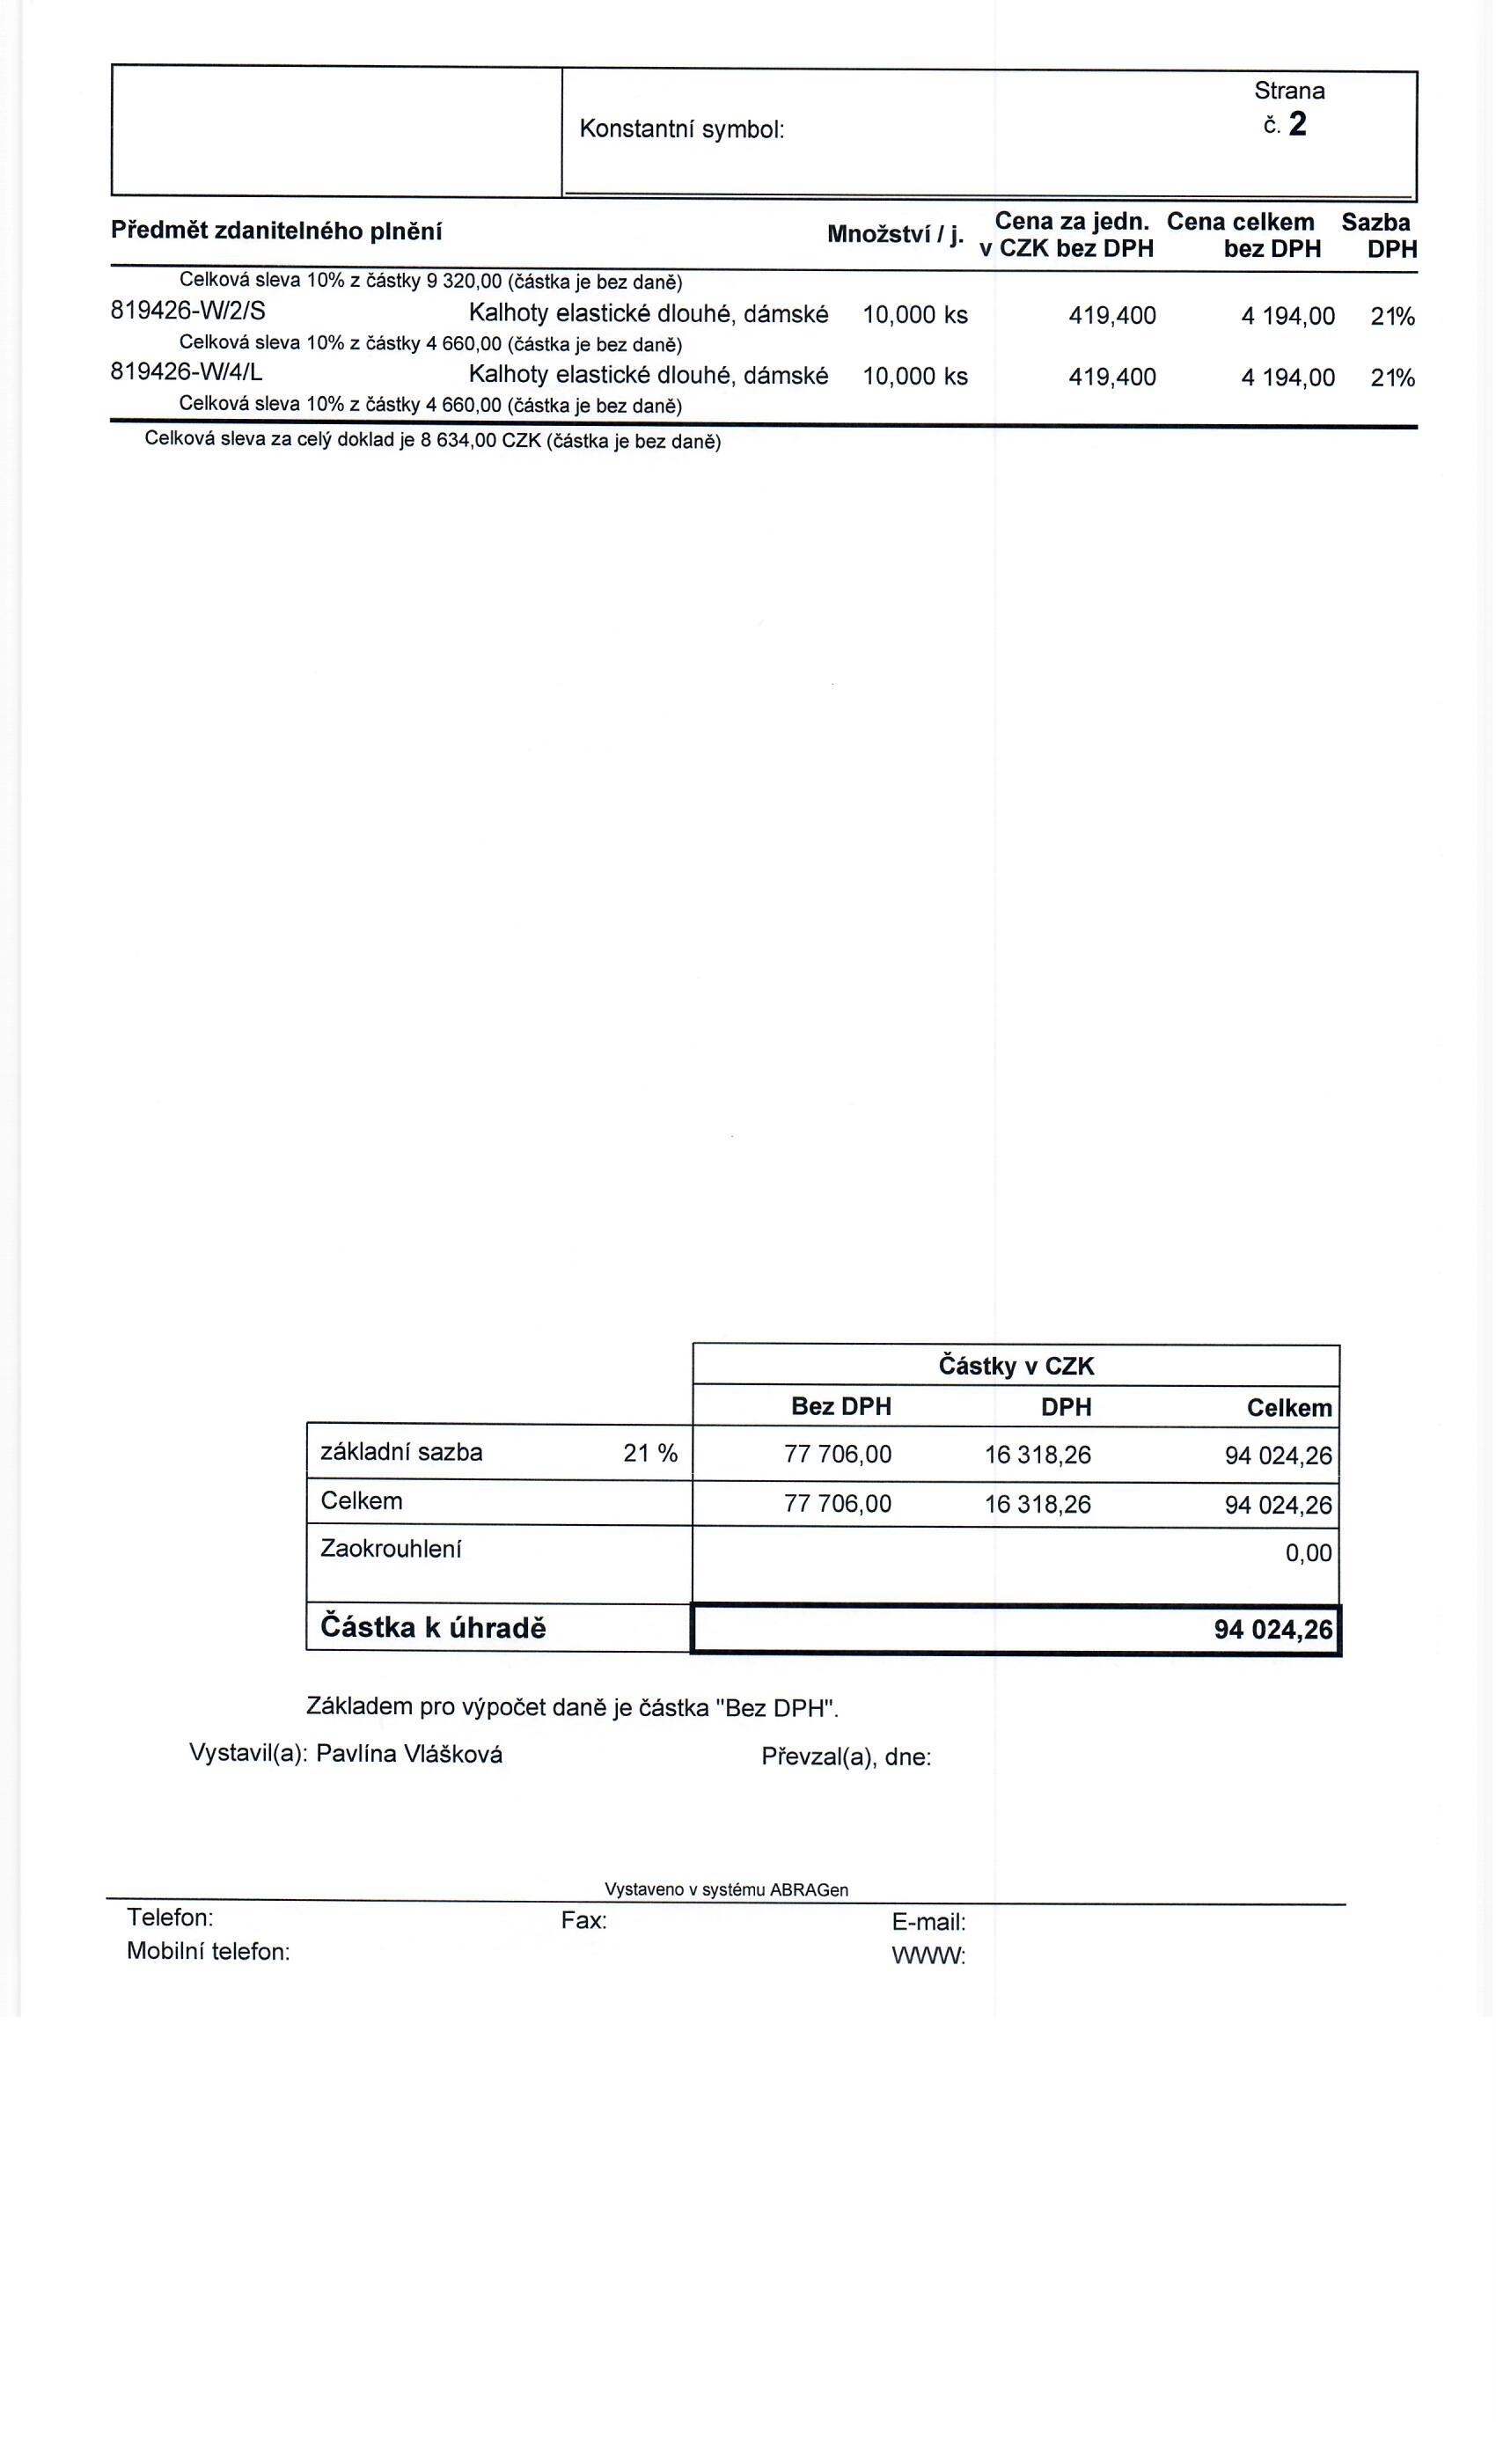 Konstantní symbol:
Strana
č. 2
Předmět zdanitelného plnění Množství / j. Cena za jedn. v CZK bez DPH Cena celkem bez DPH Sazba DPH
Celková sleva 10% z částky 9 320,00 (částka je bez daně)
819426-W/2/S Kalhoty elastické dlouhé, dámské 10,000 ks 419,400 4 194,00 21%
Celková sleva 10% z částky 4 660,00 (částka je bez daně)
819426-W/4/L Kalhoty elastické dlouhé, dámské 10,000 ks 419,400 4 194,00 21%
Celková sleva 10% z částky 4 660,00 (částka je bez daně)
Celková sleva za celý doklad je 8 634,00 CZK (částka je bez daně)
Částky v CZK
Bez DPH DPH Celkem
základní sazba 21 % 77 706,00 16 318,26 94 024,26
Celkem 77 706,00 16 318,26 94 024,26
Zaokrouhlení 0,00
Částka k úhradě 94 024,26
Základem pro výpočet daně je částka "Bez DPH".
Vystavil(a): Pavlína Vlášková Převzal(a), dne:
Vystaveno v systému ABRAGen
Telefon: Fax: E-mail:
Mobilní telefon: WWW: